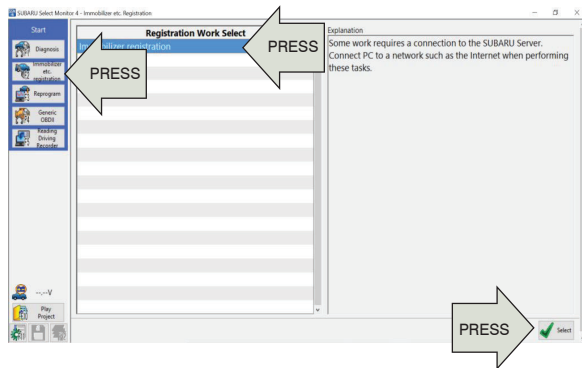 SUBARU Select Monitor 4 - Immobilizer etc. Registration
Start
Diagnosis
Immobilizer
etc.
registration
Reprogram
Generic
OBDII
Reading
Driving
Recorder
--.--V
Play
Project
PRESS
Registration Work Select
Immobilizer registration
PRESS
Explanation
Some work requires a connection to the SUBARU Server.
Connect PC to a network such as the Internet when performing
these tasks.
PRESS
Select